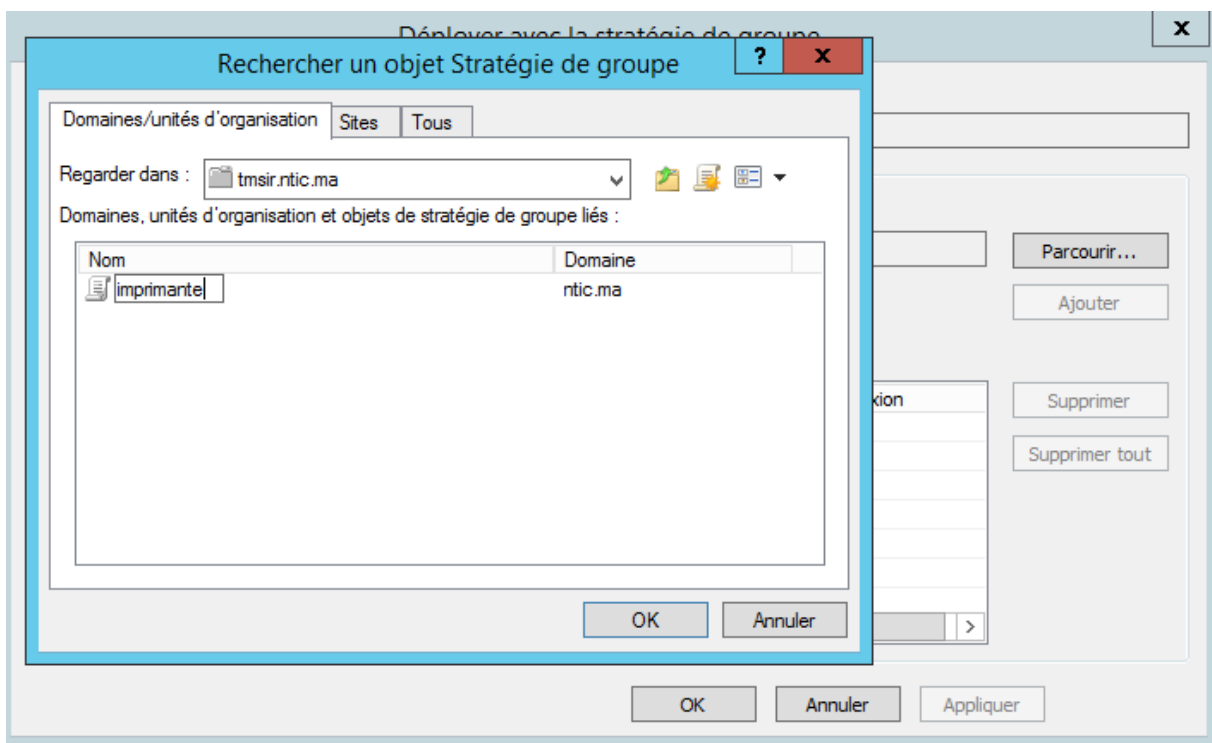 Déployer avec la stratégie de groupe
x
Rechercher un objet Stratégie de groupe
?
x
Domaines/unités d'organisation
Sites
Tous
Regarder dans :
tmsir.ntic.ma
Domaines, unités d'organisation et objets de stratégie de groupe liés :
Nom
Domaine
imprimante
ntic.ma
OK
Annuler
Parcourir...
Ajouter
xion
Supprimer
Supprimer tout
>
OK
Annuler
Appliquer